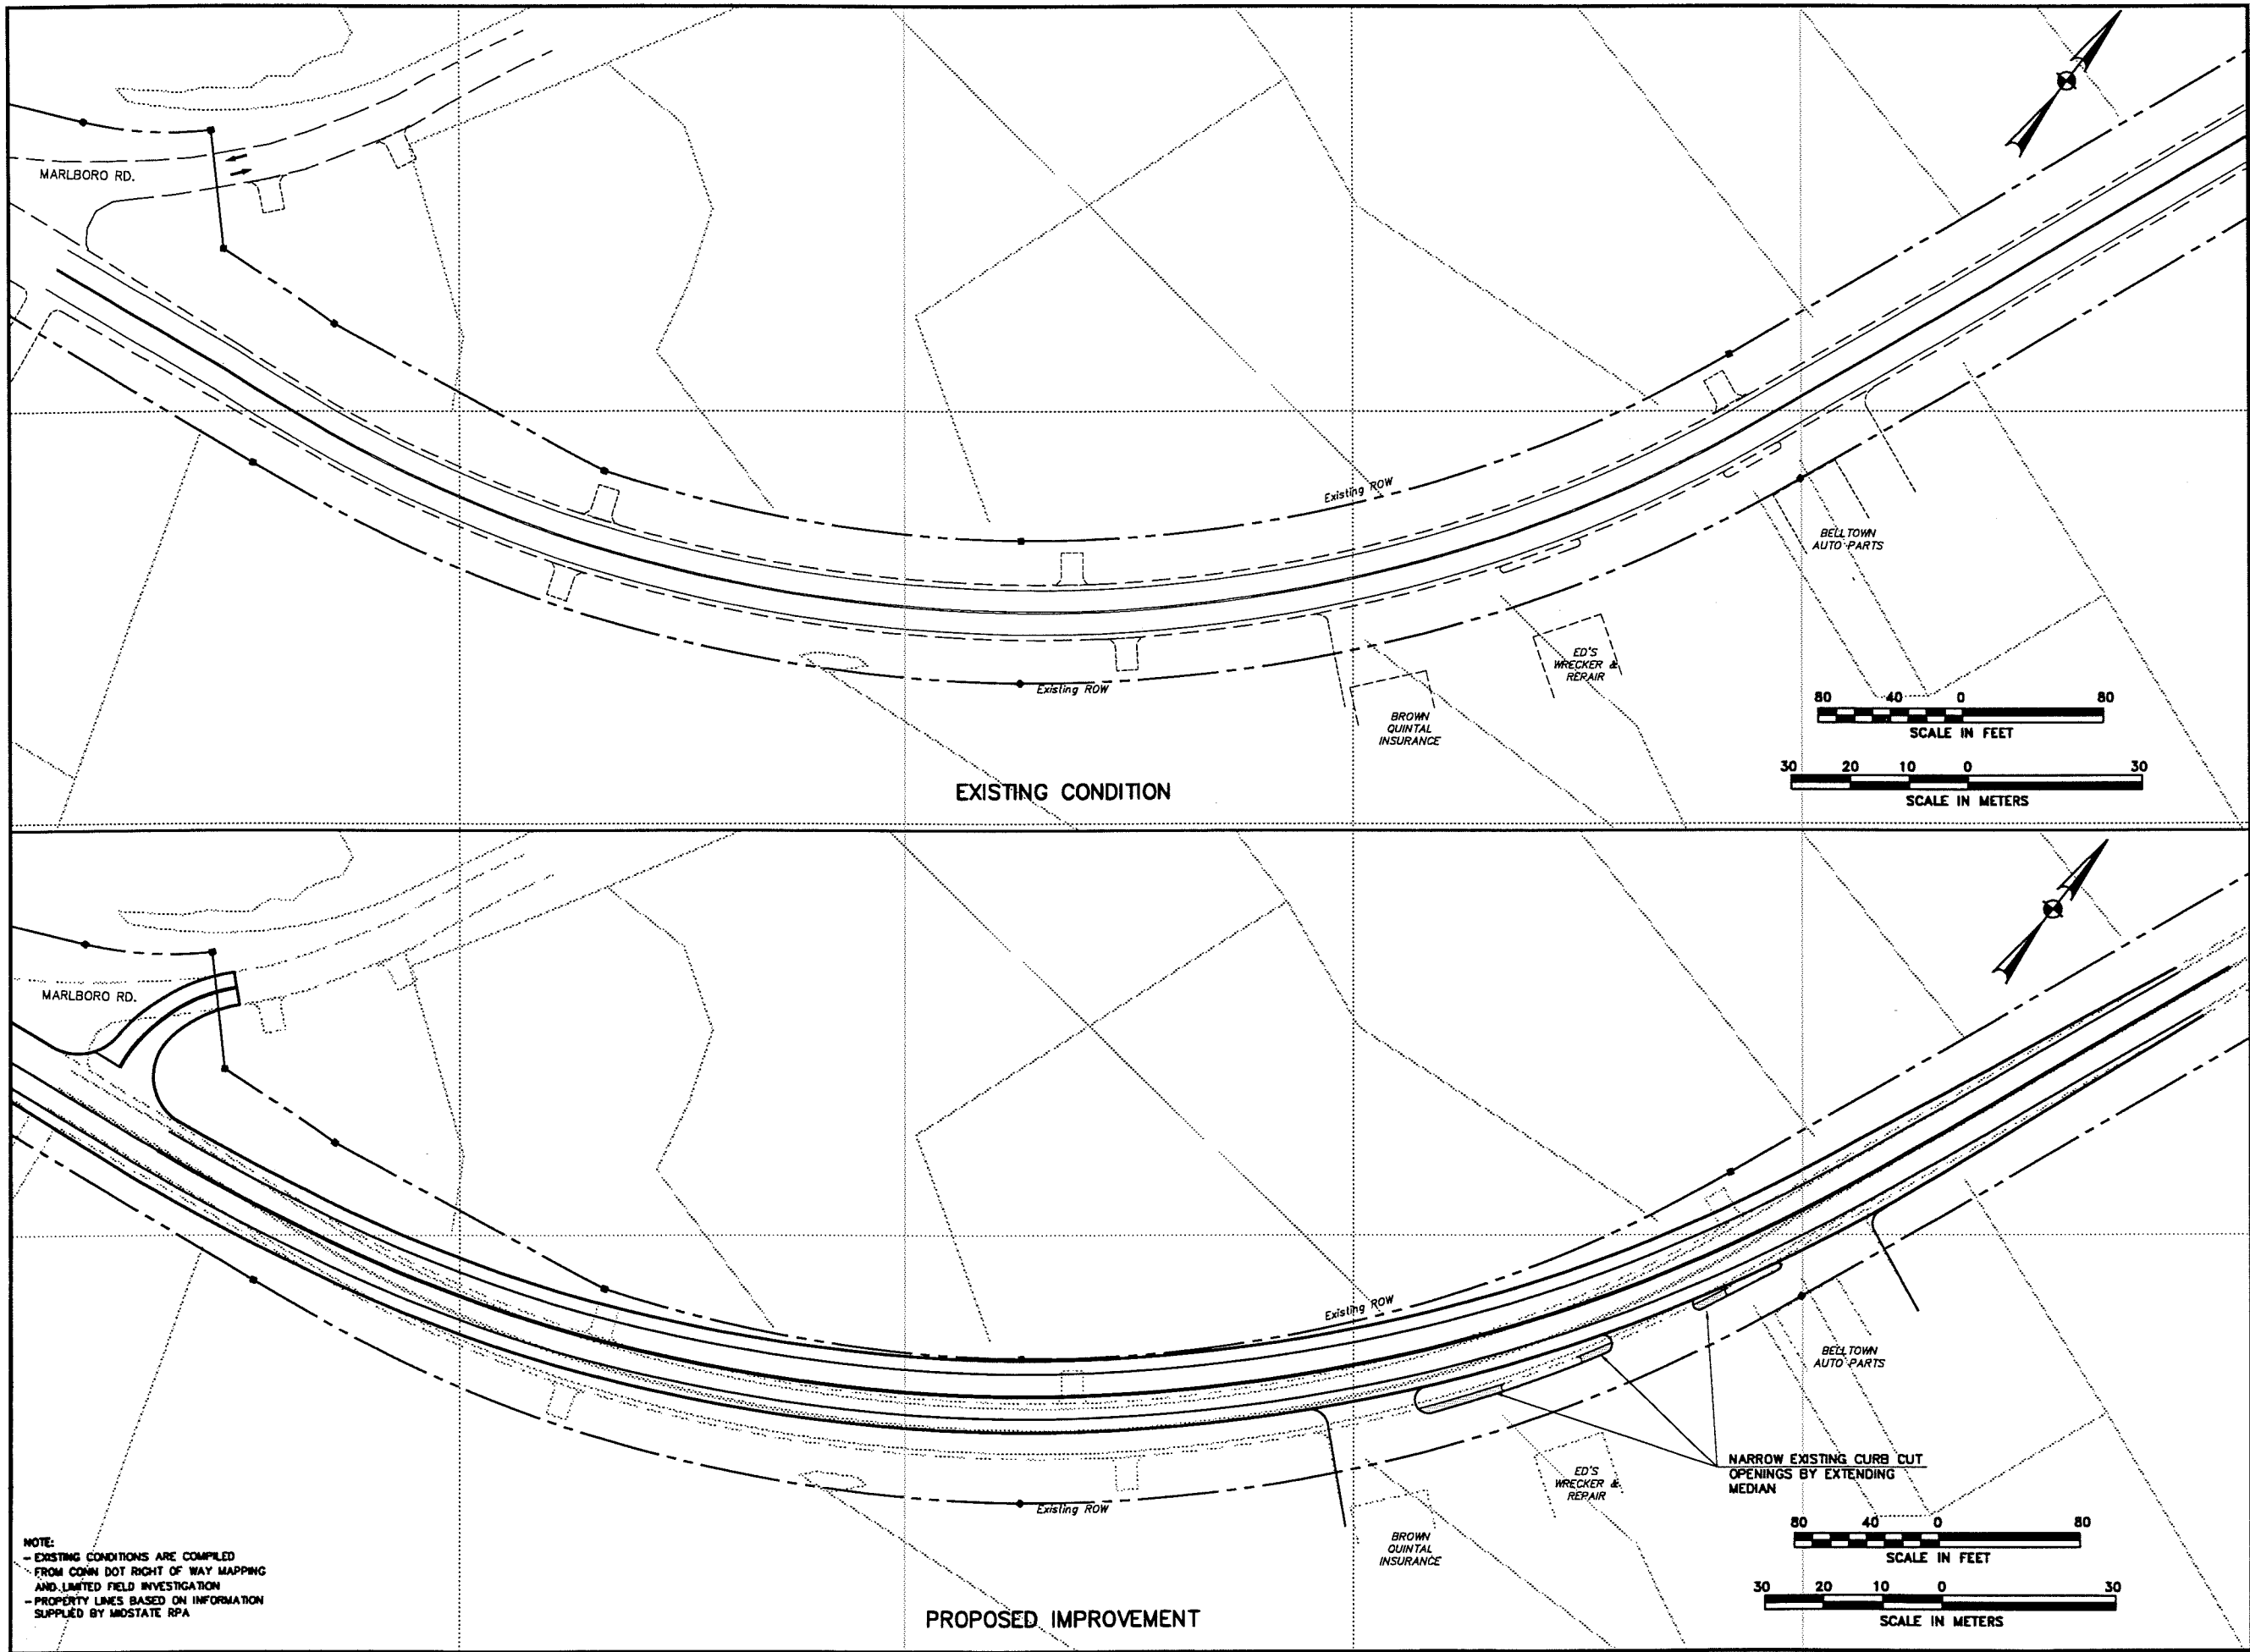 MARLBORO RD.
Existing ROW
BELLTOWN
AUTO PARTS
ED'S
WRECKER &
REPAIR
Existing ROW
BROWN
QUINTAL
INSURANCE
80 40 0 80
SCALE IN FEET
30 20 10 0 30
SCALE IN METERS
EXISTING CONDITION
MARLBORO RD.
Existing ROW
BELLTOWN
AUTO PARTS
NARROW EXISTING CURB CUT
OPENINGS BY EXTENDING
MEDIAN
ED'S
WRECKER &
REPAIR
Existing ROW
BROWN
QUINTAL
INSURANCE
80 40 0 80
SCALE IN FEET
30 20 10 0 30
SCALE IN METERS
NOTE:
- EXISTING CONDITIONS ARE COMPILED
FROM CONN DOT RIGHT OF WAY MAPPING
AND LIMITED FIELD INVESTIGATION
- PROPERTY LINES BASED ON INFORMATION
SUPPLIED BY MIDSTATE RPA
PROPOSED IMPROVEMENT